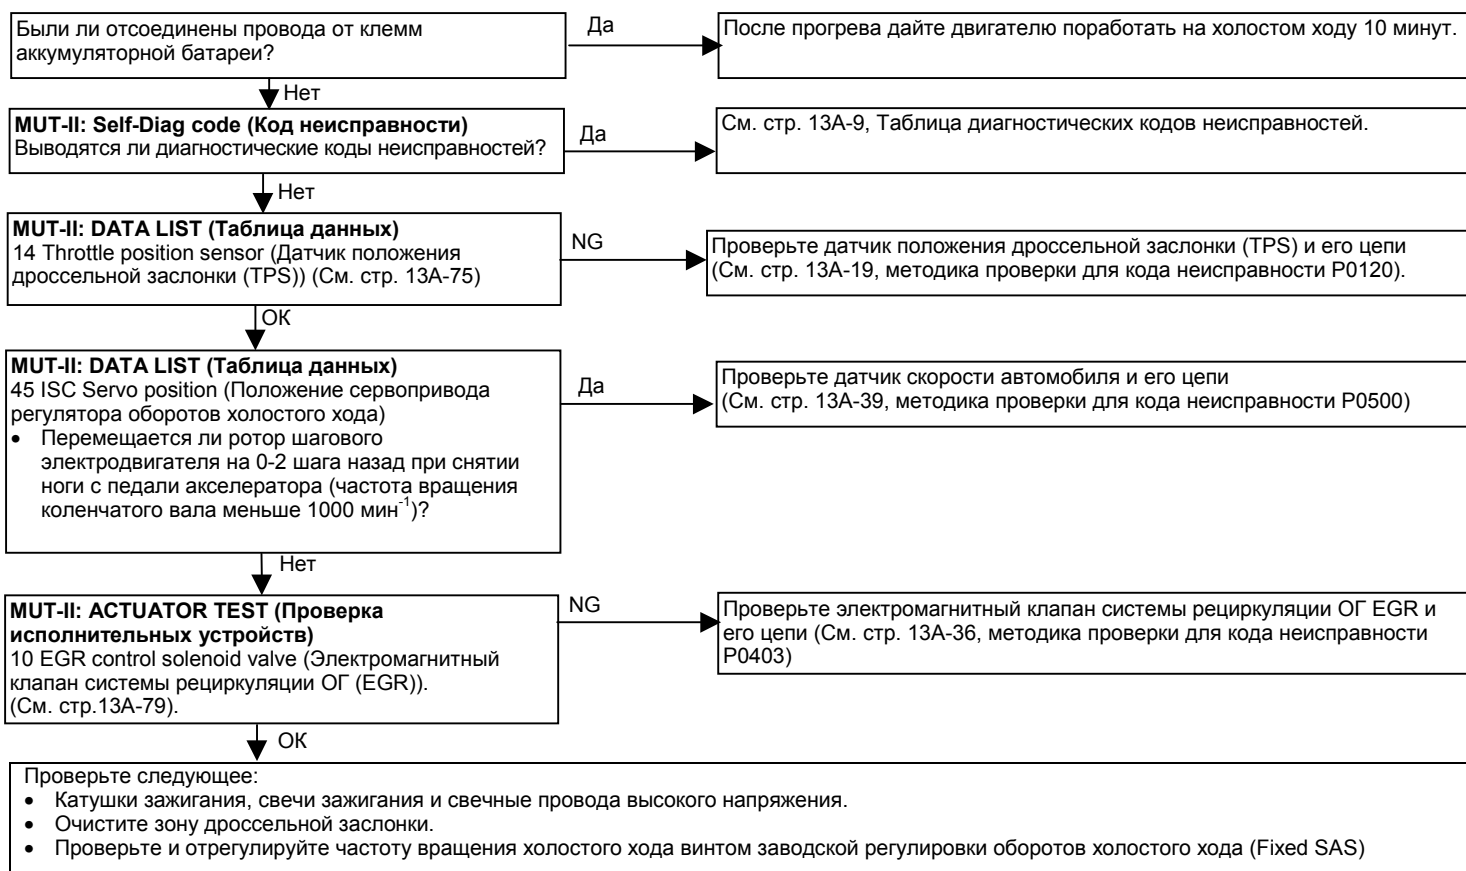 Были ли отсоединены провода от клемм
аккумуляторной батареи?
Да
После прогрева дайте двигателю поработать на холостом ходу 10 минут.
Нет
MUT-II: Self-Diag code (Код неисправности)
Выводятся ли диагностические коды неисправностей?
Да
См. стр. 13А-9, Таблица диагностических кодов неисправностей.
Нет
MUT-II: DATA LIST (Таблица данных)
14 Throttle position sensor (Датчик положения
дроссельной заслонки (TPS)) (См. стр. 13А-75)
NG
Проверьте датчик положения дроссельной заслонки (TPS) и его цепи
(См. стр. 13А-19, методика проверки для кода неисправности Р0120).
ОК
MUT-II: DATA LIST (Таблица данных)
45 ISC Servo position (Положение сервопривода
регулятора оборотов холостого хода)
• Перемещается ли ротор шагового
электродвигателя на 0-2 шага назад при снятии
ноги с педали акселератора (частота вращения
коленчатого вала меньше 1000 мин⁻¹)?
Да
Проверьте датчик скорости автомобиля и его цепи
(См. стр. 13А-39, методика проверки для кода неисправности Р0500)
Нет
MUT-II: ACTUATOR TEST (Проверка
исполнительных устройств)
10 EGR control solenoid valve (Электромагнитный
клапан системы рециркуляции ОГ (EGR)).
(См. стр.13А-79).
NG
Проверьте электромагнитный клапан системы рециркуляции ОГ EGR и
его цепи (См. стр. 13А-36, методика проверки для кода неисправности
Р0403)
ОК
Проверьте следующее:
• Катушки зажигания, свечи зажигания и свечные провода высокого напряжения.
• Очистите зону дроссельной заслонки.
• Проверьте и отрегулируйте частоту вращения холостого хода винтом заводской регулировки оборотов холостого хода (Fixed SAS)